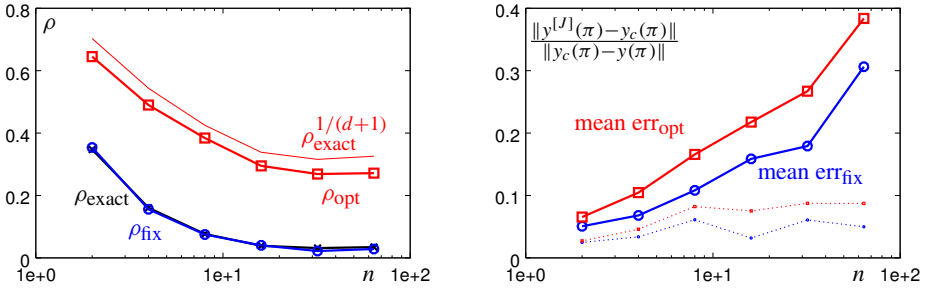 ρ
0.8
0.6
0.4
0.2
0
ρ_exact^{1/(d+1)}
ρ_opt
ρ_exact
ρ_fix
1e+0
1e+1
n
1e+2
‖y^{[J]}(π)−y_c(π)‖
‖y_c(π)−y(π)‖
0.4
0.3
0.2
0.1
0
mean err_opt
mean err_fix
1e+0
1e+1
n
1e+2